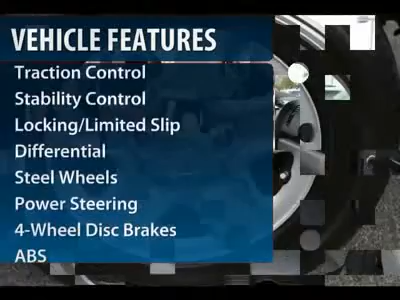 VEHICLE FEATURES
Traction Control
Stability Control
Locking/Limited Slip
Differential
Steel Wheels
Power Steering
4-Wheel Disc Brakes
ABS